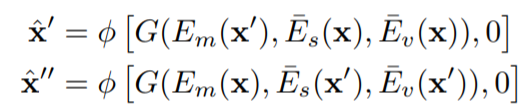 x̂′ = ϕ [G(E_m(x′), Ē_s(x), Ē_v(x)), 0]
x̂′′ = ϕ [G(E_m(x), Ē_s(x′), Ē_v(x′)), 0]